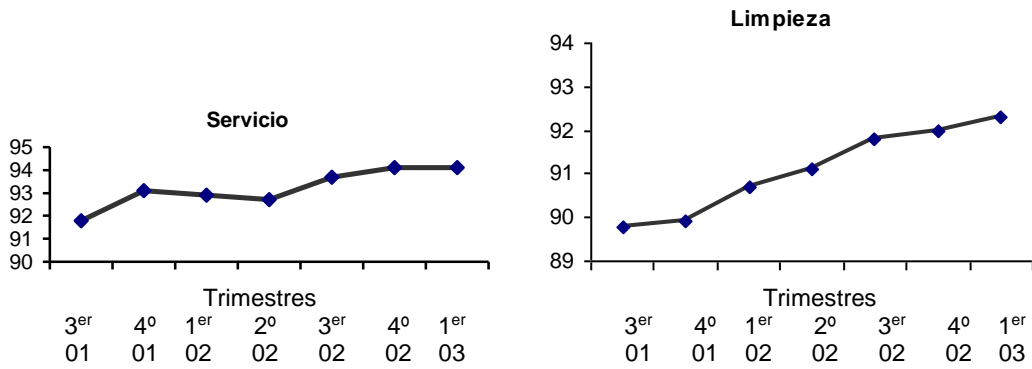 Servicio
95
94
93
92
91
90
Trimestres
3er 4º 1er 2º 3er 4º 1er
01 01 02 02 02 02 03
Limpieza
94
93
92
91
90
89
Trimestres
3er 4º 1er 2º 3er 4º 1er
01 01 02 02 02 02 03